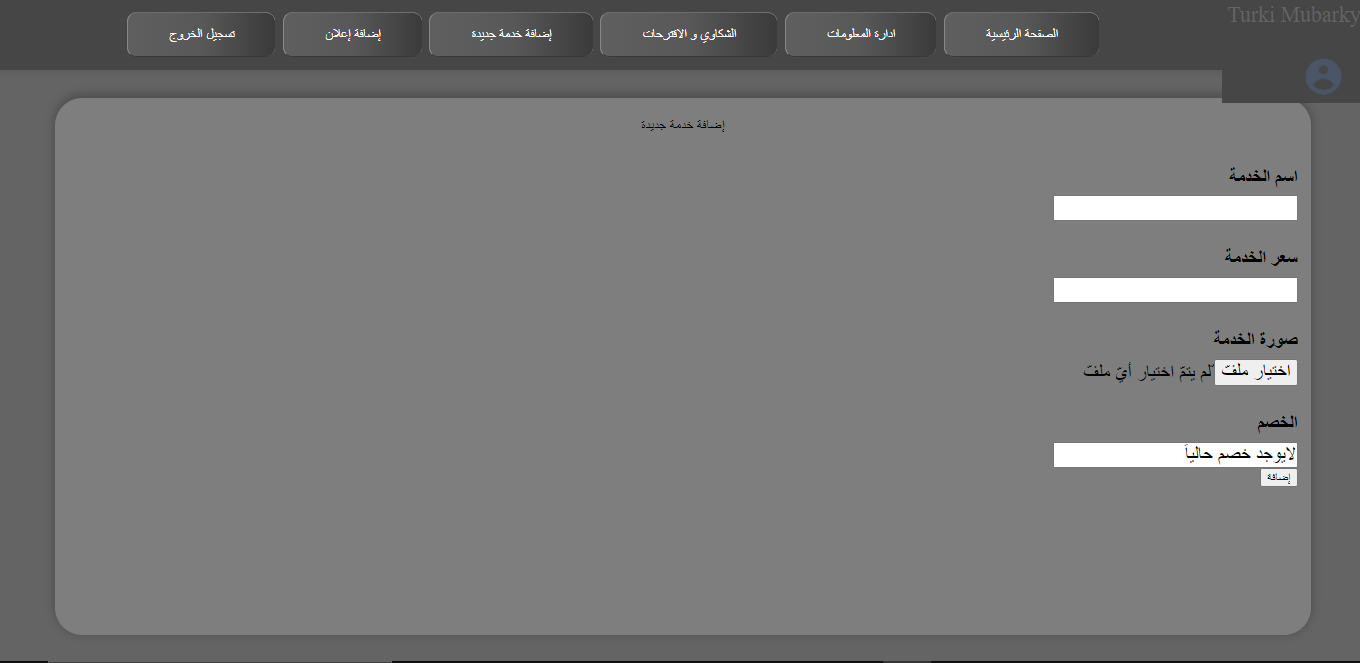 Turki Mubarky
الصفحة الرئيسية
ادارة المعلومات
الشكاوي و الاقترحات
إضافة خدمة جديدة
إضافة إعلان
تسجيل الخروج
إضافة خدمة جديدة
اسم الخدمة
سعر الخدمة
صورة الخدمة
اختيار ملفّ لم يتمّ اختيار أيّ ملفّ
الخصم
لايوجد خصم حالياً
إضافة